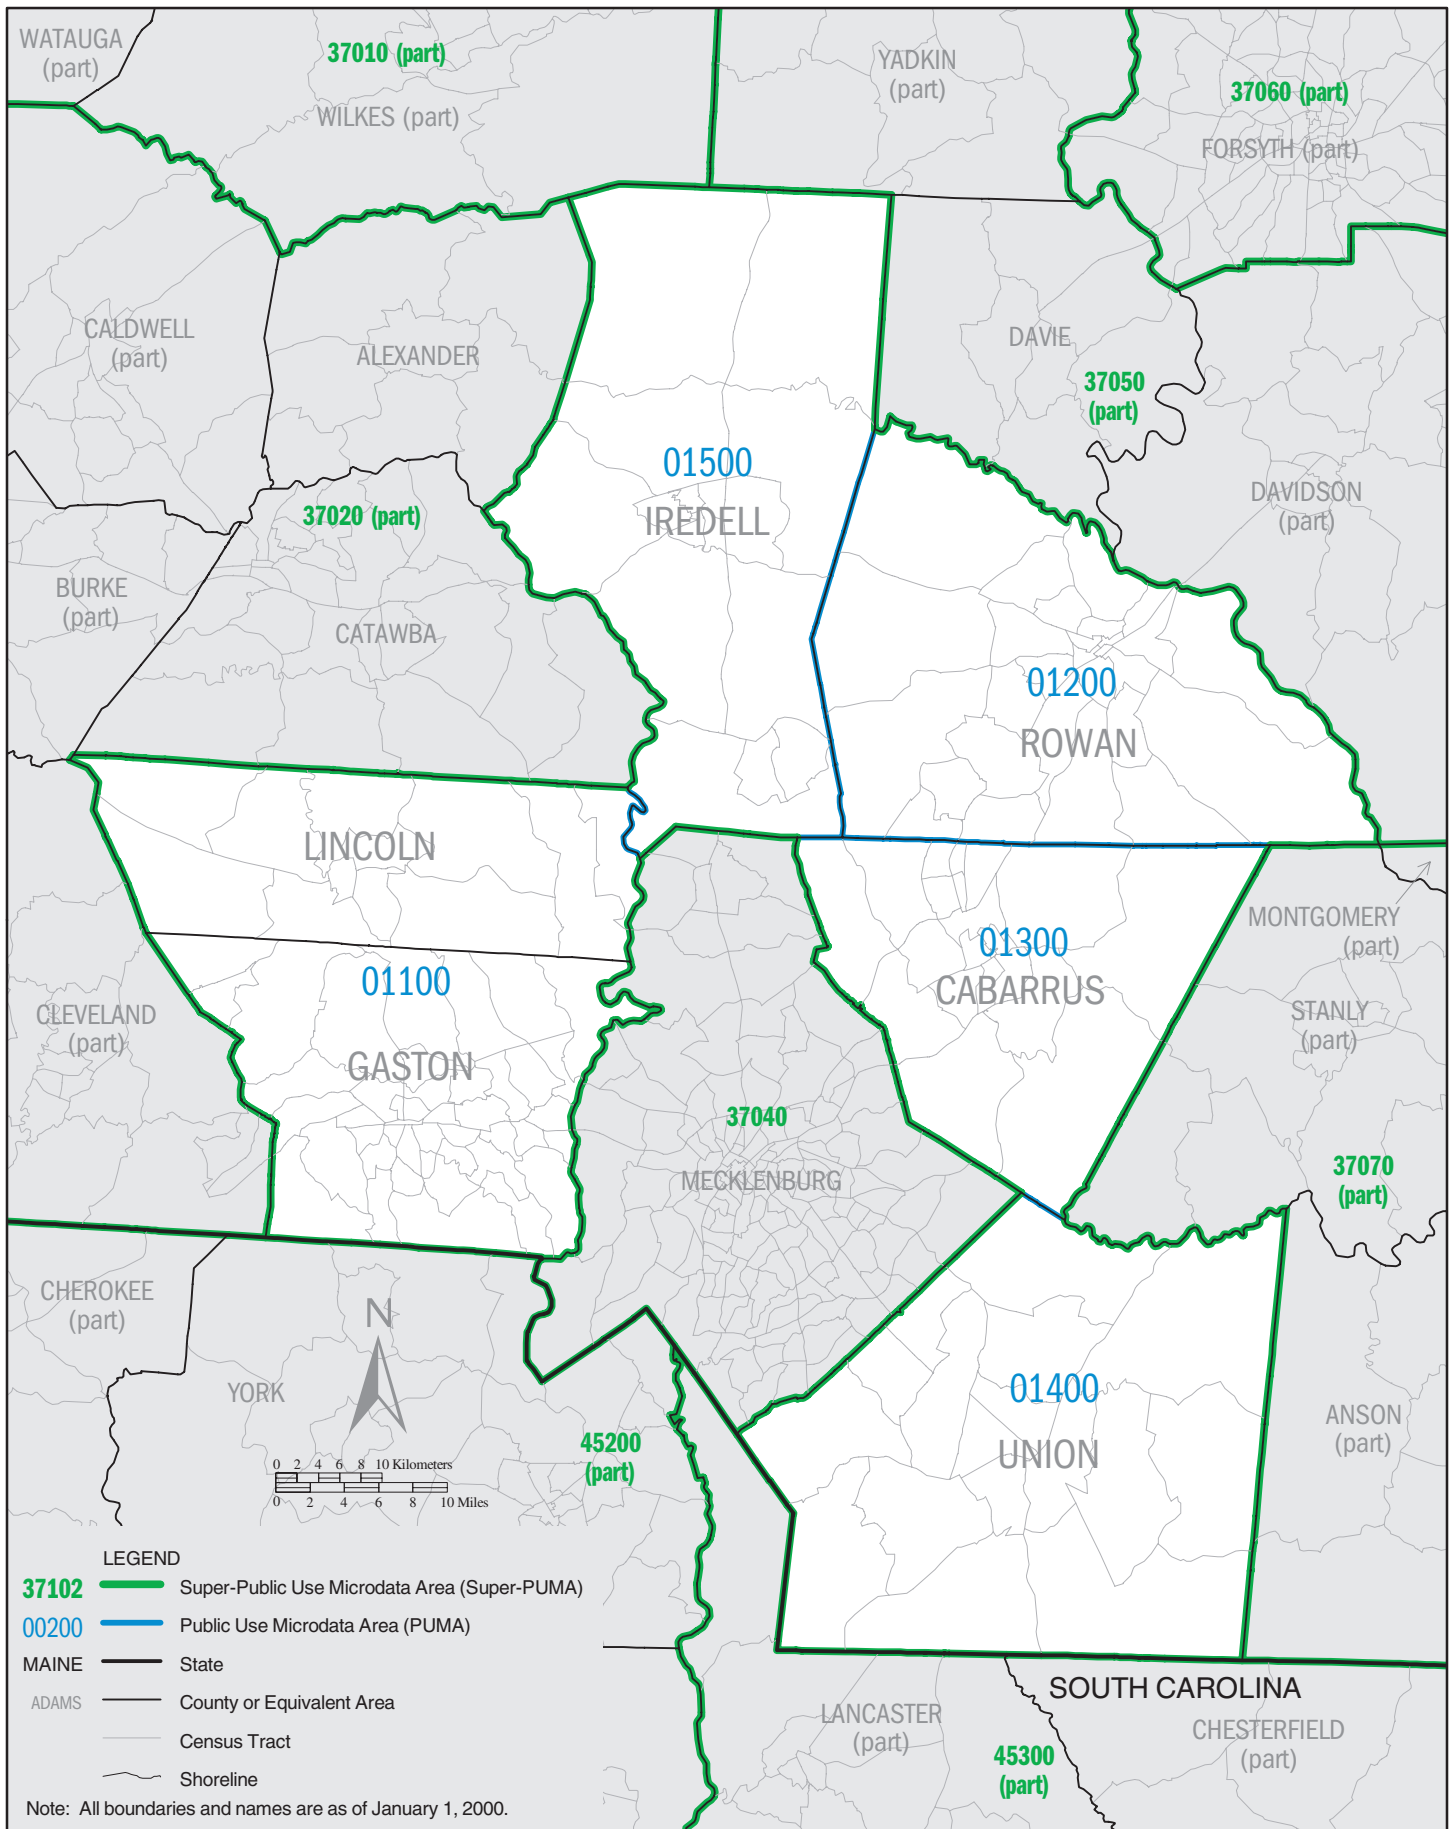 WATAUGA
(part)
37010 (part)
WILKES (part)
YADKIN
(part)
37060 (part)
FORSYTH (part)
CALDWELL
(part)
ALEXANDER
DAVIE
37050
(part)
01500
IREDELL
37020 (part)
DAVIDSON
(part)
BURKE
(part)
CATAWBA
01200
ROWAN
LINCOLN
MONTGOMERY
(part)
01300
CABARRUS
01100
GASTON
CLEVELAND
(part)
STANLY
(part)
37040
MECKLENBURG
37070
(part)
CHEROKEE
(part)
N
YORK
01400
UNION
ANSON
(part)
45200
(part)
0 2 4 6 8 10 Kilometers
0 2 4 6 8 10 Miles
LEGEND
37102 Super-Public Use Microdata Area (Super-PUMA)
00200 Public Use Microdata Area (PUMA)
MAINE State
ADAMS County or Equivalent Area
Census Tract
Shoreline
Note: All boundaries and names are as of January 1, 2000.
SOUTH CAROLINA
LANCASTER
(part)
CHESTERFIELD
(part)
45300
(part)